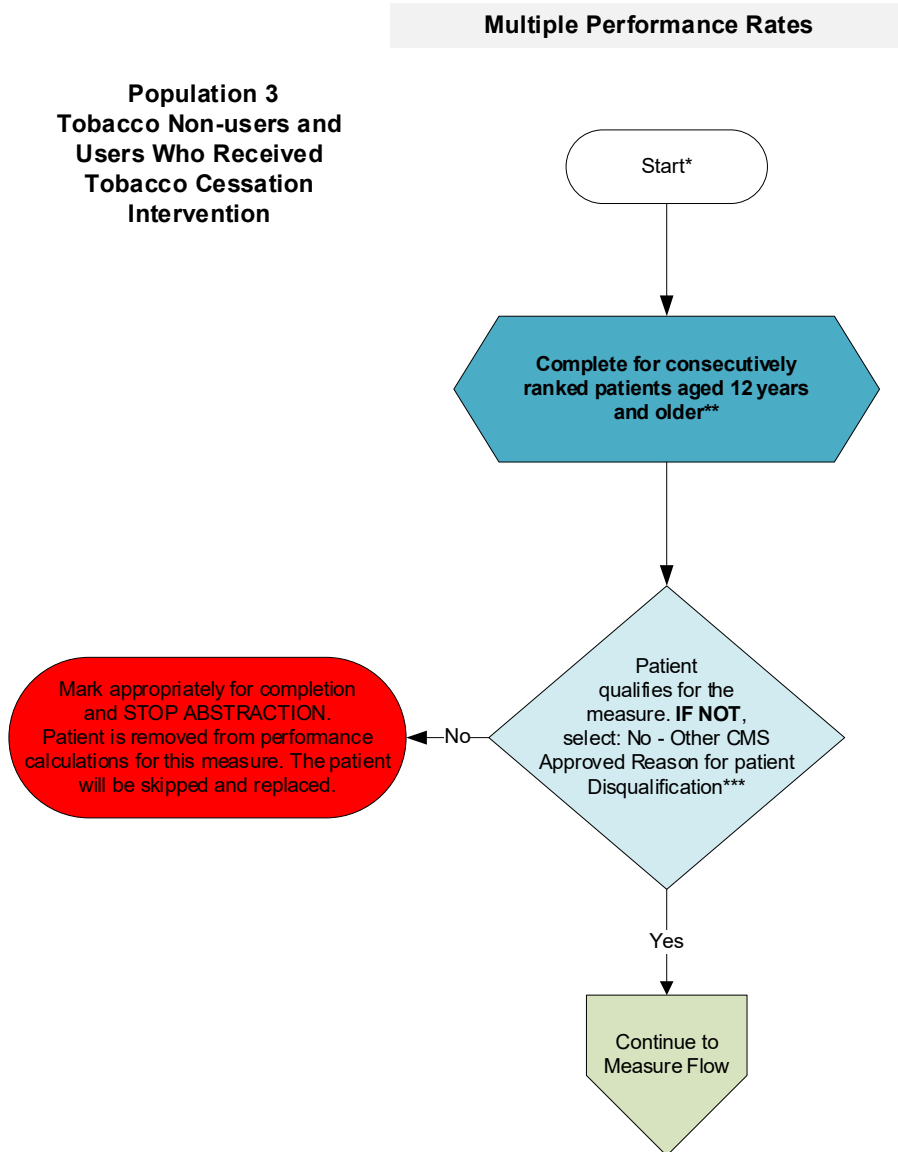 Multiple Performance Rates
Population 3
Tobacco Non-users and
Users Who Received
Tobacco Cessation
Intervention
Start*
Complete for consecutively
ranked patients aged 12 years
and older**
Patient
qualifies for the
measure. IF NOT,
select: No - Other CMS
Approved Reason for patient
Disqualification***
No
Mark appropriately for completion
and STOP ABSTRACTION.
Patient is removed from performance
calculations for this measure. The patient
will be skipped and replaced.
Yes
Continue to
Measure Flow